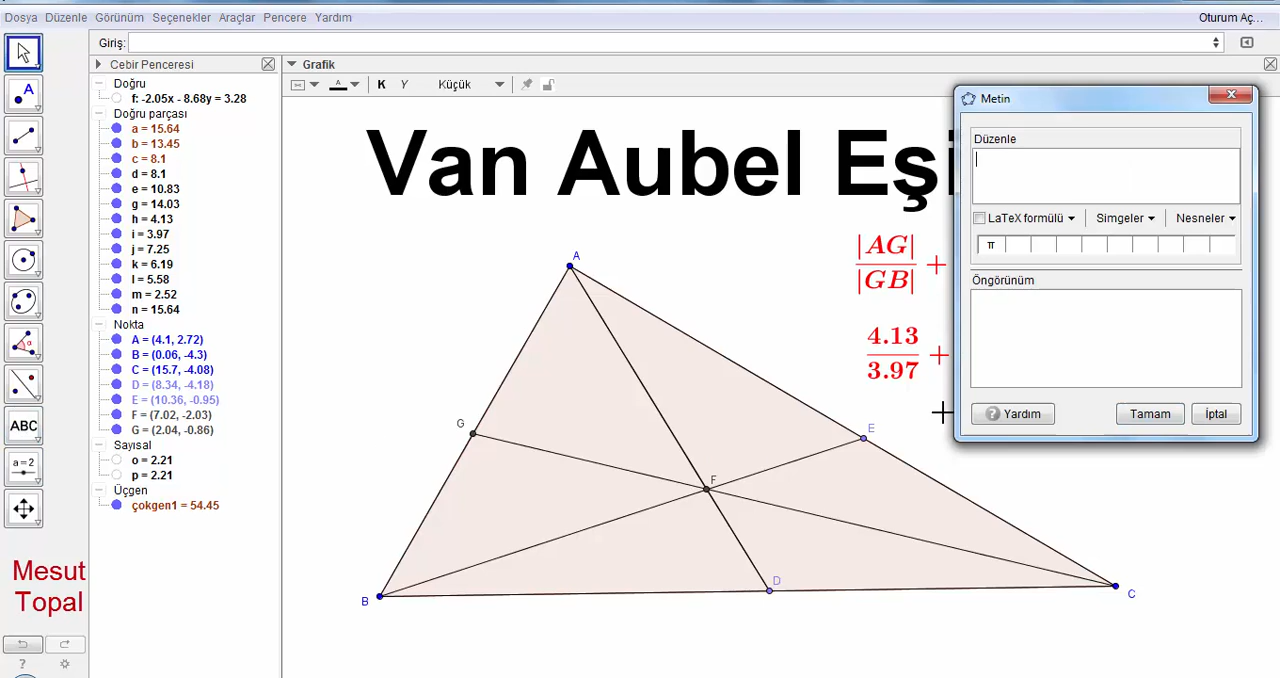 Dosya Düzenle Görünüm Seçenekler Araçlar Pencere Yardım Oturum Aç...
Giriş:
Cebir Penceresi
Grafik
K Y Küçük
Doğru
f: -2.05x - 8.68y = 3.28
Doğru parçası
a = 15.64
b = 13.45
c = 8.1
d = 8.1
e = 10.83
g = 14.03
h = 4.13
i = 3.97
j = 7.25
k = 6.19
l = 5.58
m = 2.52
n = 15.64
Nokta
A = (4.1, 2.72)
B = (0.06, -4.3)
C = (15.7, -4.08)
D = (8.34, -4.18)
E = (10.36, -0.95)
F = (7.02, -2.03)
G = (2.04, -0.86)
Sayısal
o = 2.21
p = 2.21
Üçgen
çokgen1 = 54.45
A
α
ABC
a=2
Mesut
Topal
?
Van Aubel Eşi
|AG|
|GB|
+
4.13
3.97
+
A
G
E
F
B
D
C
Metin
Düzenle
LaTeX formülü Simgeler Nesneler
π
Öngörünüm
? Yardım Tamam İptal